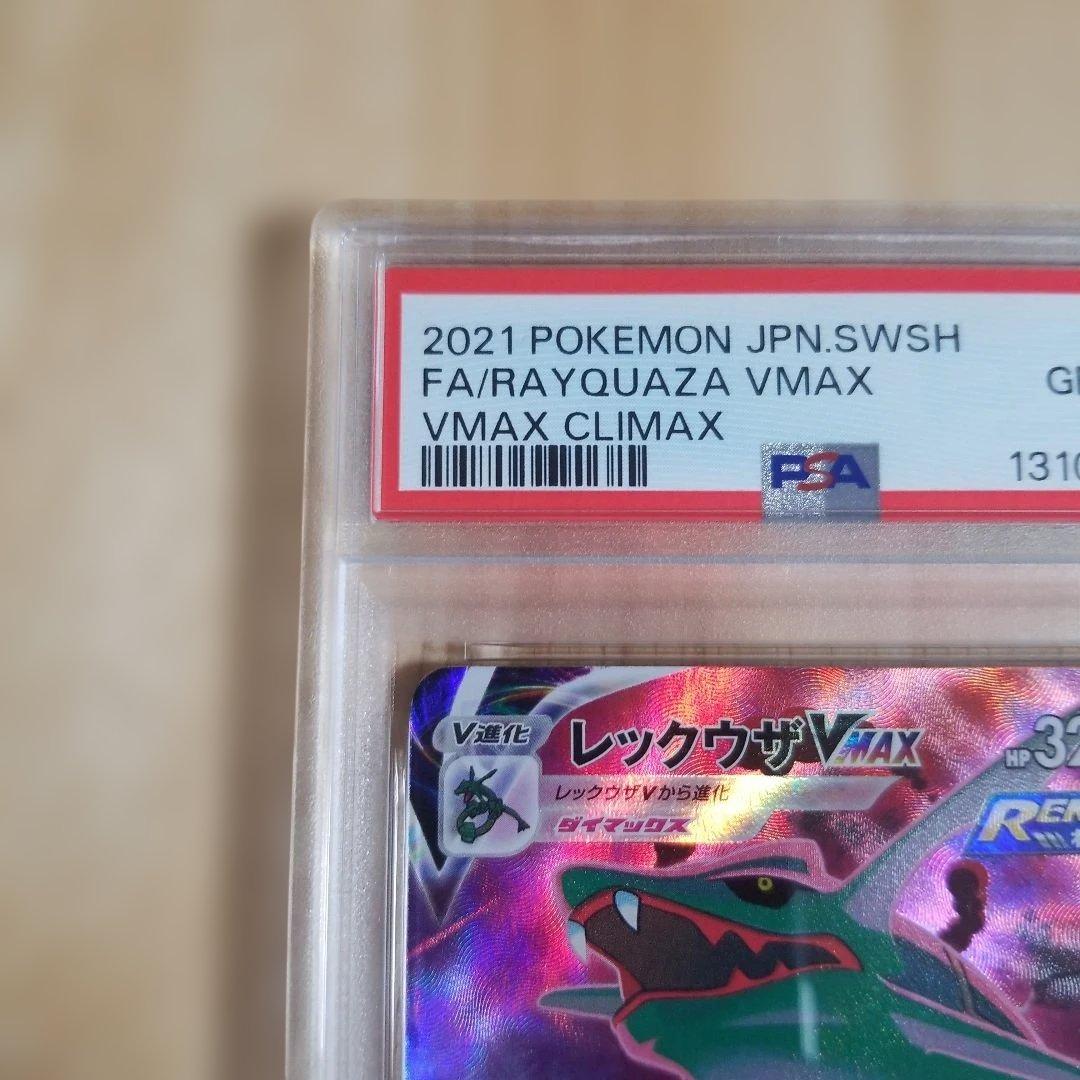 2021 POKEMON JPN.SWSH
FA/RAYQUAZA VMAX
VMAX CLIMAX
PSA
V進化
レックウザVMAX
HP
レックウザVから進化
ダイマックス